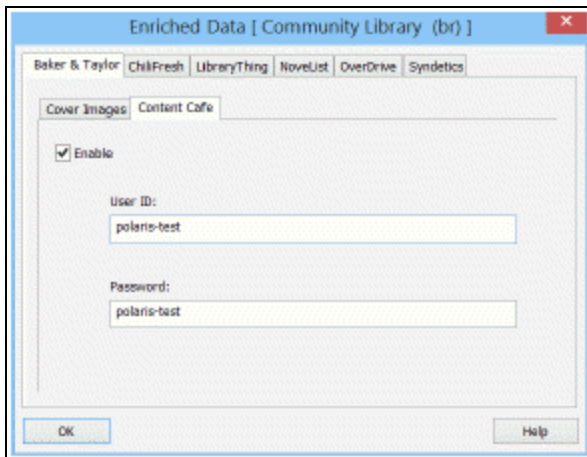 Enriched Data [ Community Library (br) ]
Baker & Taylor ChiliFresh LibraryThing NoveList OverDrive Syndetics
Cover Images Content Cafe
Enable
User ID:
polaris-test
Password:
polaris-test
OK Help